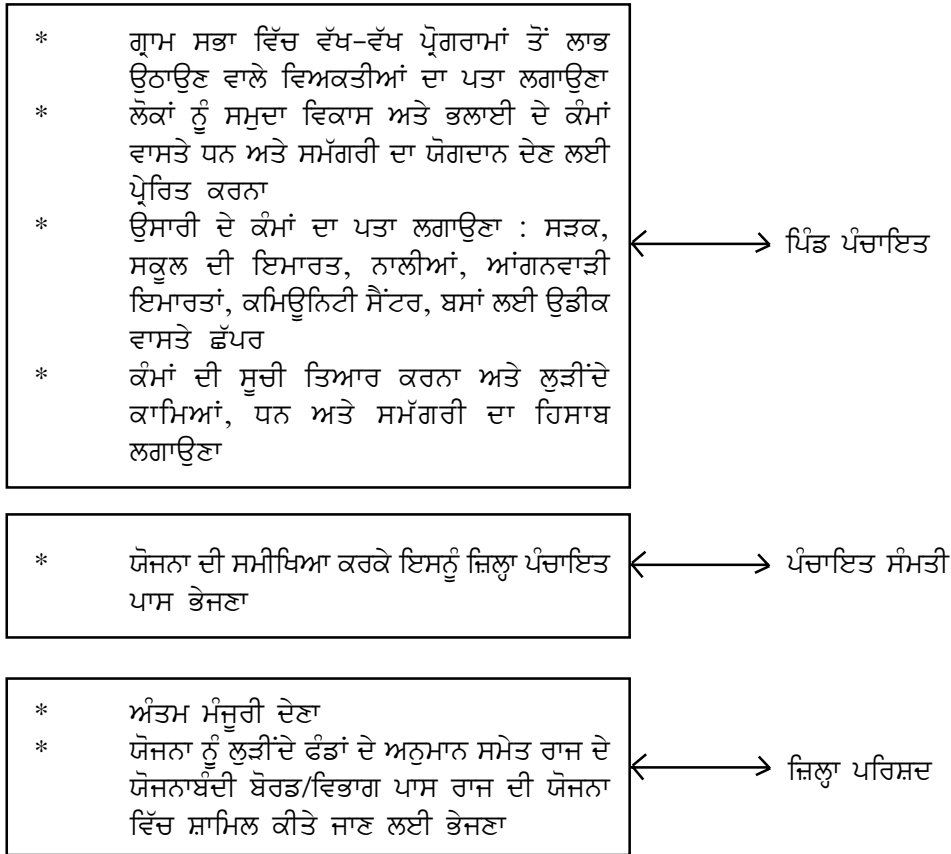 * ਗ੍ਰਾਮ ਸਭਾ ਵਿੱਚ ਵੱਖ-ਵੱਖ ਪ੍ਰੋਗਰਾਮਾਂ ਤੋਂ ਲਾਭ
ਉਠਾਉਣ ਵਾਲੇ ਵਿਅਕਤੀਆਂ ਦਾ ਪਤਾ ਲਗਾਉਣਾ
* ਲੋਕਾਂ ਨੂੰ ਸਮੁਦਾ ਵਿਕਾਸ ਅਤੇ ਭਲਾਈ ਦੇ ਕੰਮਾਂ
ਵਾਸਤੇ ਧਨ ਅਤੇ ਸਮੱਗਰੀ ਦਾ ਯੋਗਦਾਨ ਦੇਣ ਲਈ
ਪ੍ਰੇਰਿਤ ਕਰਨਾ
* ਉਸਾਰੀ ਦੇ ਕੰਮਾਂ ਦਾ ਪਤਾ ਲਗਾਉਣਾ : ਸੜਕ,
ਸਕੂਲ ਦੀ ਇਮਾਰਤ, ਨਾਲੀਆਂ, ਆਂਗਨਵਾੜੀ
ਇਮਾਰਤਾਂ, ਕਮਿਊਨਿਟੀ ਸੈਂਟਰ, ਬਸਾਂ ਲਈ ਉਡੀਕ
ਵਾਸਤੇ ਛੱਪਰ
* ਕੰਮਾਂ ਦੀ ਸੂਚੀ ਤਿਆਰ ਕਰਨਾ ਅਤੇ ਲੁੜੀਂਦੇ
ਕਾਮਿਆਂ, ਧਨ ਅਤੇ ਸਮੱਗਰੀ ਦਾ ਹਿਸਾਬ
ਲਗਾਉਣਾ
ਪਿੰਡ ਪੰਚਾਇਤ
* ਯੋਜਨਾ ਦੀ ਸਮੀਖਿਆ ਕਰਕੇ ਇਸਨੂੰ ਜ਼ਿਲ੍ਹਾ ਪੰਚਾਇਤ
ਪਾਸ ਭੇਜਣਾ
ਪੰਚਾਇਤ ਸੰਮਤੀ
* ਅੰਤਮ ਮੰਜੂਰੀ ਦੇਣਾ
* ਯੋਜਨਾ ਨੂੰ ਲੁੜੀਂਦੇ ਫੰਡਾਂ ਦੇ ਅਨੁਮਾਨ ਸਮੇਤ ਰਾਜ ਦੇ
ਯੋਜਨਾਬੰਦੀ ਬੋਰਡ/ਵਿਭਾਗ ਪਾਸ ਰਾਜ ਦੀ ਯੋਜਨਾ
ਵਿੱਚ ਸ਼ਾਮਿਲ ਕੀਤੇ ਜਾਣ ਲਈ ਭੇਜਣਾ
ਜ਼ਿਲ੍ਹਾ ਪਰਿਸ਼ਦ